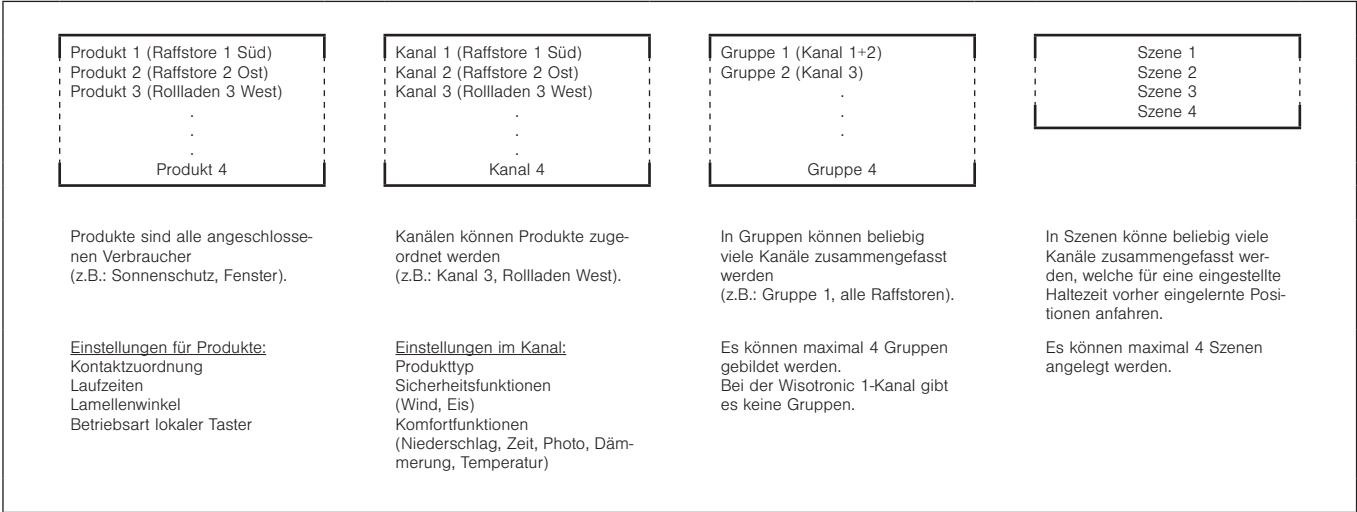 Produkt 1 (Raffstore 1 Süd)
Produkt 2 (Raffstore 2 Ost)
Produkt 3 (Rollladen 3 West)
.
.
.
Produkt 4
Produkte sind alle angeschlosse-
nen Verbraucher
(z.B.: Sonnenschutz, Fenster).
Einstellungen für Produkte:
Kontaktzuordnung
Laufzeiten
Lamellenwinkel
Betriebsart lokaler Taster
Kanal 1 (Raffstore 1 Süd)
Kanal 2 (Raffstore 2 Ost)
Kanal 3 (Rollladen 3 West)
.
.
.
Kanal 4
Kanälen können Produkte zuge-
ordnet werden
(z.B.: Kanal 3, Rollladen West).
Einstellungen im Kanal:
Produkttyp
Sicherheitsfunktionen
(Wind, Eis)
Komfortfunktionen
(Niederschlag, Zeit, Photo, Däm-
merung, Temperatur)
Gruppe 1 (Kanal 1+2)
Gruppe 2 (Kanal 3)
.
.
.
Gruppe 4
In Gruppen können beliebig
viele Kanäle zusammengefasst
werden
(z.B.: Gruppe 1, alle Raffstoren).
Es können maximal 4 Gruppen
gebildet werden.
Bei der Wisotronic 1-Kanal gibt
es keine Gruppen.
Szene 1
Szene 2
Szene 3
Szene 4
In Szenen könne beliebig viele
Kanäle zusammengefasst wer-
den, welche für eine eingestellte
Haltezeit vorher eingelernte Posi-
tionen anfahren.
Es können maximal 4 Szenen
angelegt werden.